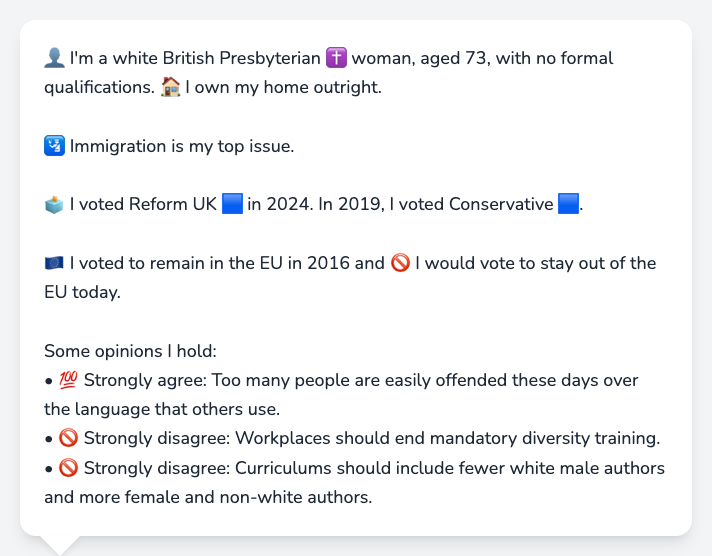 👤 I'm a white British Presbyterian ✝️ woman, aged 73, with no formal
qualifications. 🏠 I own my home outright.
🛂 Immigration is my top issue.
🗳️ I voted Reform UK 🟦 in 2024. In 2019, I voted Conservative 🟦.
🇪🇺 I voted to remain in the EU in 2016 and 🚫 I would vote to stay out of the
EU today.
Some opinions I hold:
• 💯 Strongly agree: Too many people are easily offended these days over
the language that others use.
• 🚫 Strongly disagree: Workplaces should end mandatory diversity training.
• 🚫 Strongly disagree: Curriculums should include fewer white male authors
and more female and non-white authors.